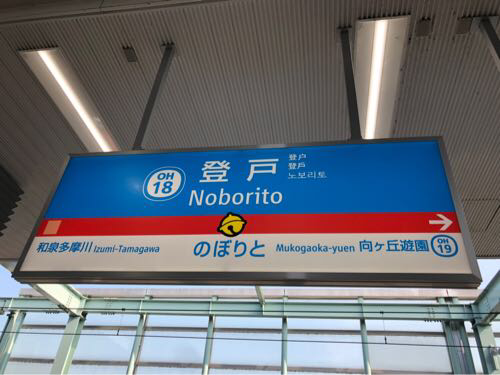 OH
18
登戸
登户
登戶
노보리토
Noborito
和泉多摩川 Izumi-Tamagawa
のぼりと
Mukogaoka-yuen 向ヶ丘遊園
OH
19